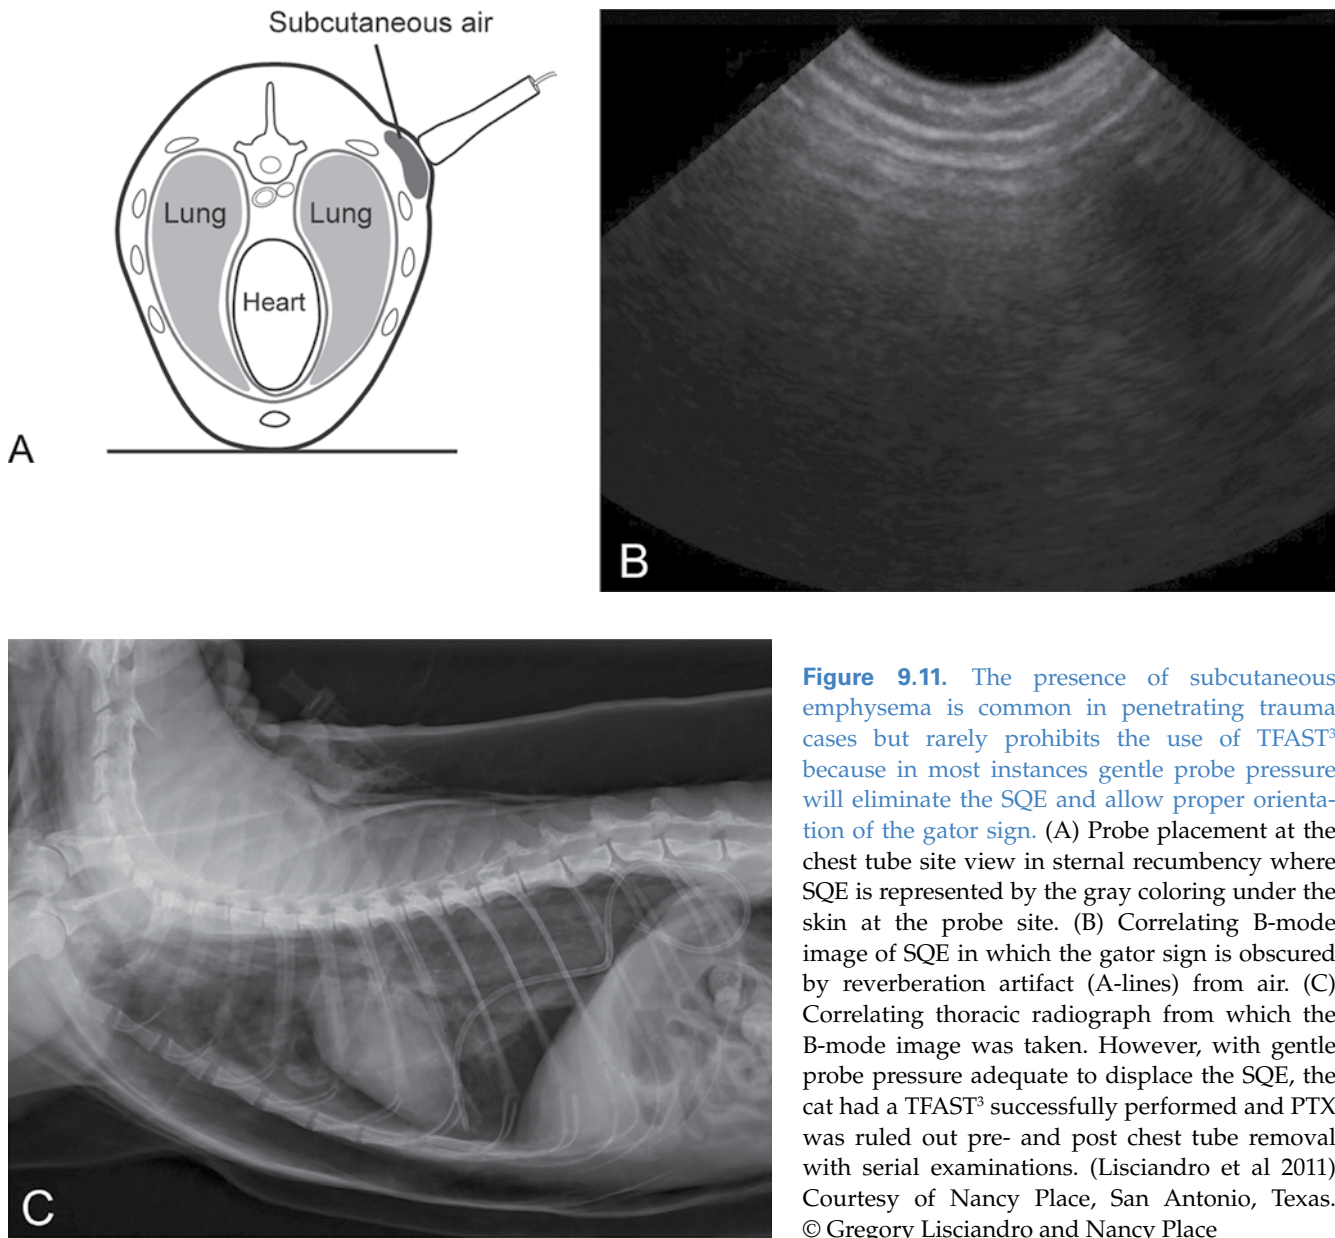 Subcutaneous air
Lung
Lung
Heart
A
B
C
Figure 9.11. The presence of subcutaneous
emphysema is common in penetrating trauma
cases but rarely prohibits the use of TFAST³
because in most instances gentle probe pressure
will eliminate the SQE and allow proper orienta-
tion of the gator sign. (A) Probe placement at the
chest tube site view in sternal recumbency where
SQE is represented by the gray coloring under the
skin at the probe site. (B) Correlating B-mode
image of SQE in which the gator sign is obscured
by reverberation artifact (A-lines) from air. (C)
Correlating thoracic radiograph from which the
B-mode image was taken. However, with gentle
probe pressure adequate to displace the SQE, the
cat had a TFAST³ successfully performed and PTX
was ruled out pre- and post chest tube removal
with serial examinations. (Lisciandro et al 2011)
Courtesy of Nancy Place, San Antonio, Texas.
© Gregory Lisciandro and Nancy Place